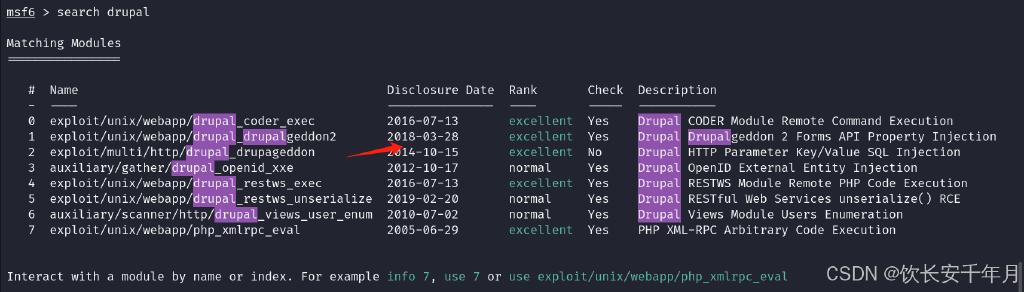 msf6 > search drupal
Matching Modules
================
# Name Disclosure Date Rank Check Description
- ---- --------------- ---- ----- -----------
0 exploit/unix/webapp/drupal_coder_exec 2016-07-13 excellent Yes Drupal CODER Module Remote Command Execution
1 exploit/unix/webapp/drupal_drupalgeddon2 2018-03-28 excellent Yes Drupal Drupalgeddon 2 Forms API Property Injection
2 exploit/multi/http/drupal_drupageddon 2014-10-15 excellent No Drupal HTTP Parameter Key/Value SQL Injection
3 auxiliary/gather/drupal_openid_xxe 2012-10-17 normal Yes Drupal OpenID External Entity Injection
4 exploit/unix/webapp/drupal_restws_exec 2016-07-13 excellent Yes Drupal RESTWS Module Remote PHP Code Execution
5 exploit/unix/webapp/drupal_restws_unserialize 2019-02-20 normal Yes Drupal RESTful Web Services unserialize() RCE
6 auxiliary/scanner/http/drupal_views_user_enum 2010-07-02 normal Yes Drupal Views Module Users Enumeration
7 exploit/unix/webapp/php_xmlrpc_eval 2005-06-29 excellent Yes PHP XML-RPC Arbitrary Code Execution
Interact with a module by name or index. For example info 7, use 7 or use exploit/unix/webapp/php_xmlrpc_eval
CSDN @饮长安千年月